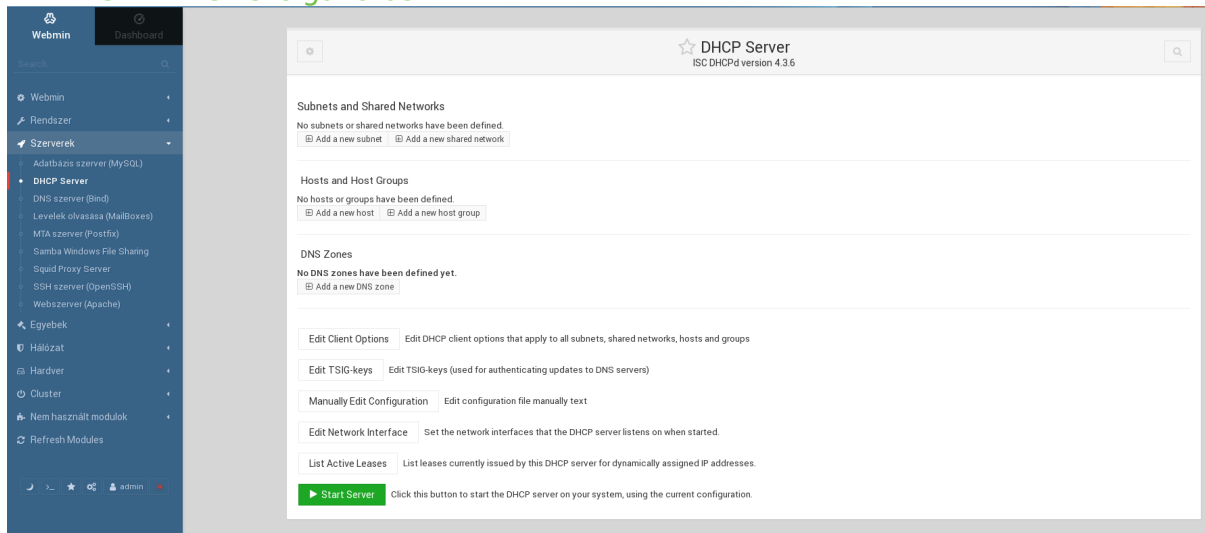 Webmin
Dashboard
Search
Webmin
Rendszer
Szerverek
Adatbázis szerver (MySQL)
DHCP Server
DNS szerver (Bind)
Levelek olvasása (MailBoxes)
MTA szerver (Postfix)
Samba Windows File Sharing
Squid Proxy Server
SSH szerver (OpenSSH)
Webszerver (Apache)
Egyebek
Hálózat
Hardver
Cluster
Nem használt modulok
Refresh Modules
admin
DHCP Server
ISC DHCPd version 4.3.6
Subnets and Shared Networks
No subnets or shared networks have been defined.
Add a new subnet Add a new shared network
Hosts and Host Groups
No hosts or groups have been defined.
Add a new host Add a new host group
DNS Zones
No DNS zones have been defined yet.
Add a new DNS zone
Edit Client Options Edit DHCP client options that apply to all subnets, shared networks, hosts and groups
Edit TSIG-keys Edit TSIG-keys (used for authenticating updates to DNS servers)
Manually Edit Configuration Edit configuration file manually text
Edit Network Interface Set the network interfaces that the DHCP server listens on when started.
List Active Leases List leases currently issued by this DHCP server for dynamically assigned IP addresses.
Start Server Click this button to start the DHCP server on your system, using the current configuration.